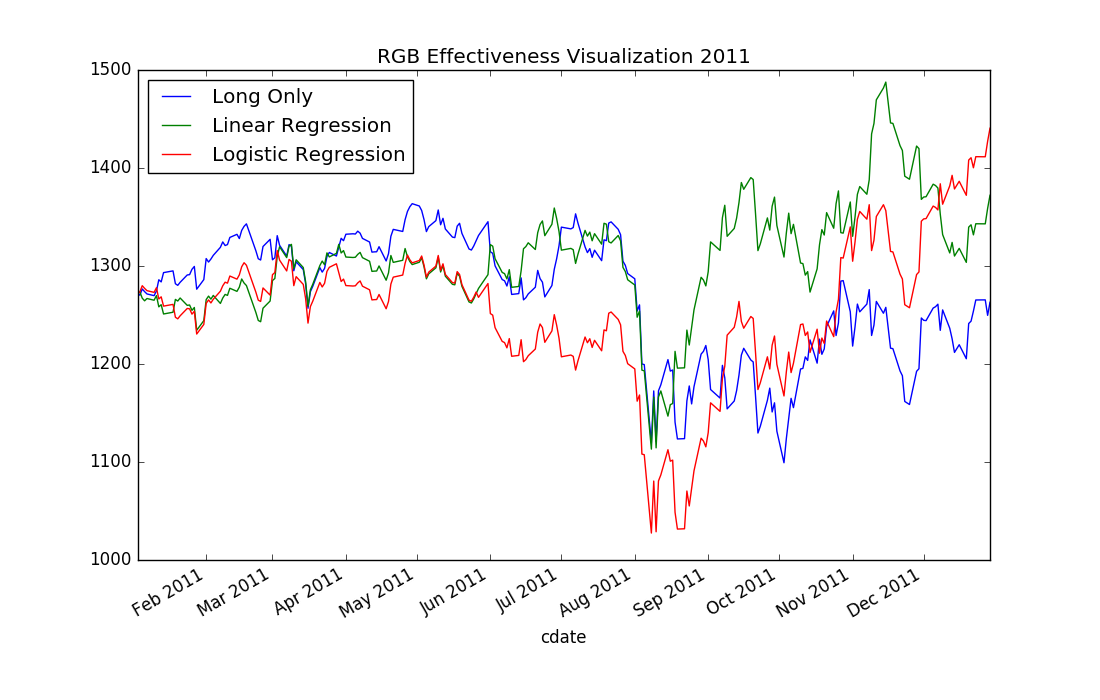 RGB Effectiveness Visualization 2011
1500
1400
1300
1200
1100
1000
Long Only
Linear Regression
Logistic Regression
Feb 2011
Mar 2011
Apr 2011
May 2011
Jun 2011
Jul 2011
Aug 2011
Sep 2011
Oct 2011
Nov 2011
Dec 2011
cdate